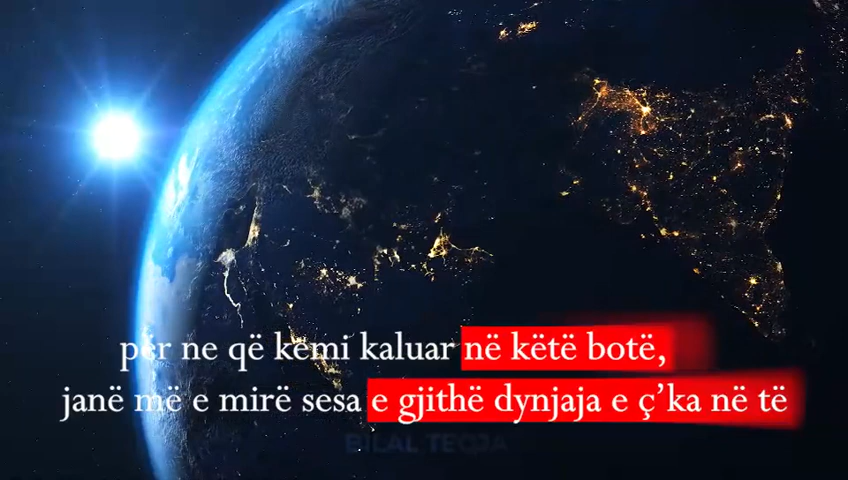 për ne që kemi kaluar në këtë botë,
janë më e mirë sesa e gjithë dynjaja e ç’ka në të
BILAL TEQJA